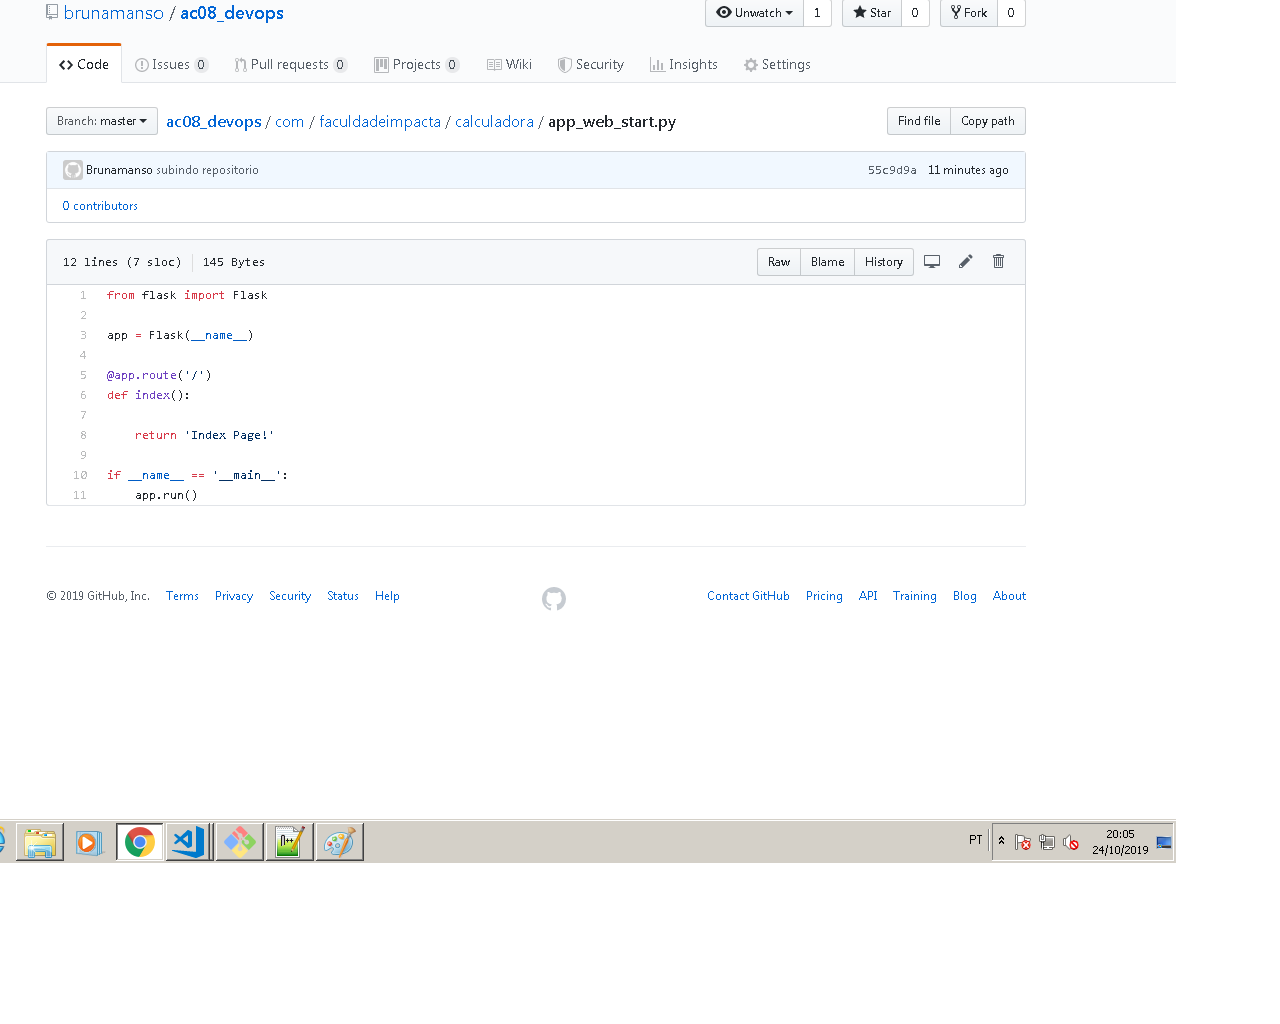 brunamanso / ac08_devops Unwatch 1 Star 0 Fork 0
Code Issues 0 Pull requests 0 Projects 0 Wiki Security Insights Settings
Branch: master ac08_devops / com / faculdadeimpacta / calculadora / app_web_start.py Find file Copy path
Brunamanso subindo repositorio 55c9d9a 11 minutes ago
0 contributors
12 lines (7 sloc) 145 Bytes Raw Blame History
1 from flask import Flask
2
3 app = Flask(__name__)
4
5 @app.route('/')
6 def index():
7
8     return 'Index Page!'
9
10 if __name__ == '__main__':
11     app.run()
© 2019 GitHub, Inc. Terms Privacy Security Status Help Contact GitHub Pricing API Training Blog About
PT 20:05
24/10/2019